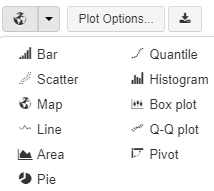 Plot Options...
Bar
Quantile
Scatter
Histogram
Map
Box plot
Line
Q-Q plot
Area
Pivot
Pie